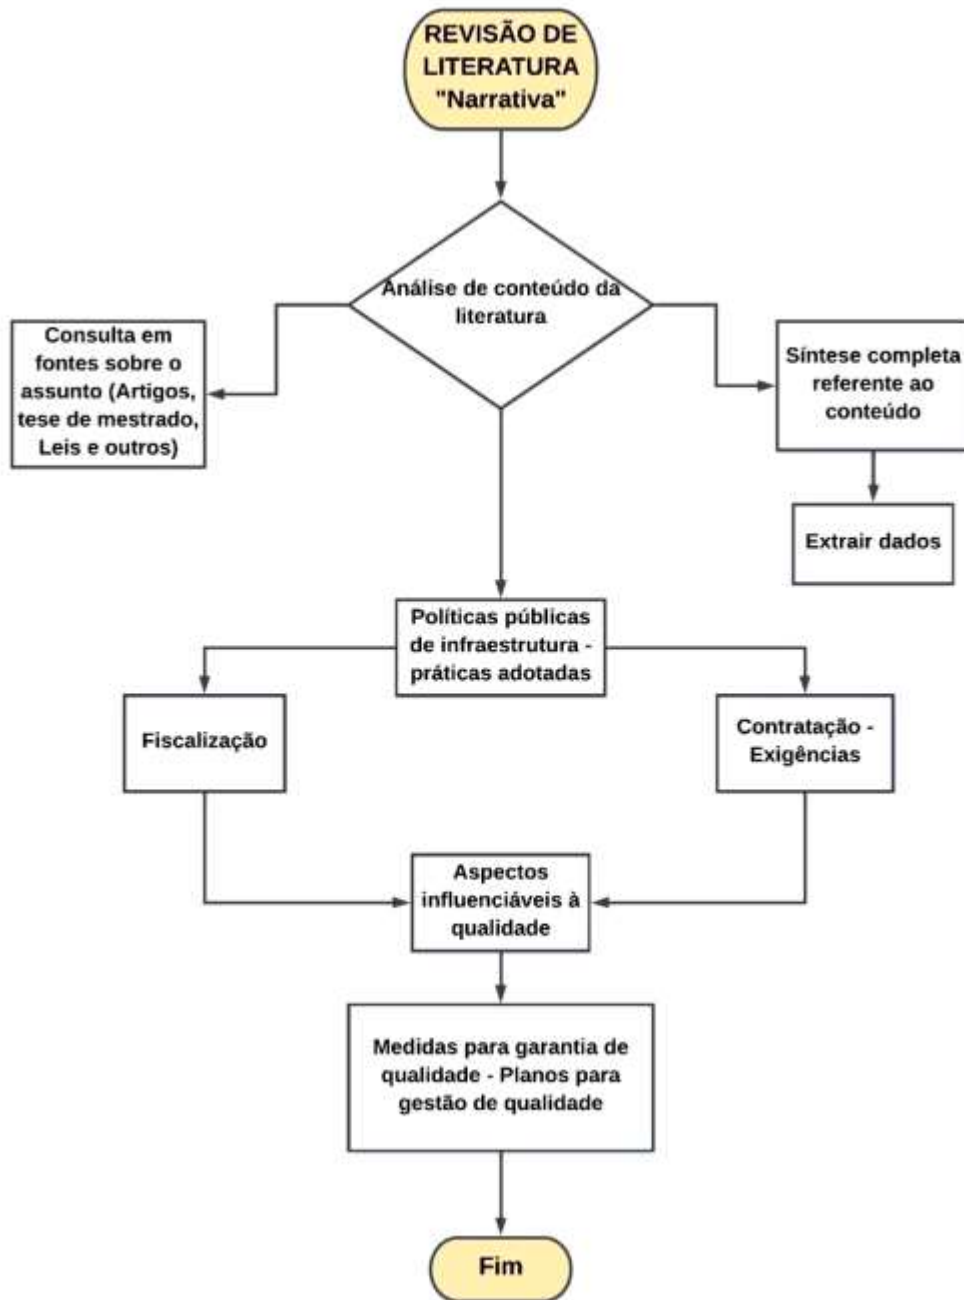 REVISÃO DE
LITERATURA
"Narrativa"
Análise de conteúdo da
literatura
Consulta em
fontes sobre o
assunto (Artigos,
tese de mestrado,
Leis e outros)
Síntese completa
referente ao
conteúdo
Extrair dados
Políticas públicas
de infraestrutura -
práticas adotadas
Fiscalização
Contratação -
Exigências
Aspectos
influenciáveis à
qualidade
Medidas para garantia de
qualidade - Planos para
gestão de qualidade
Fim